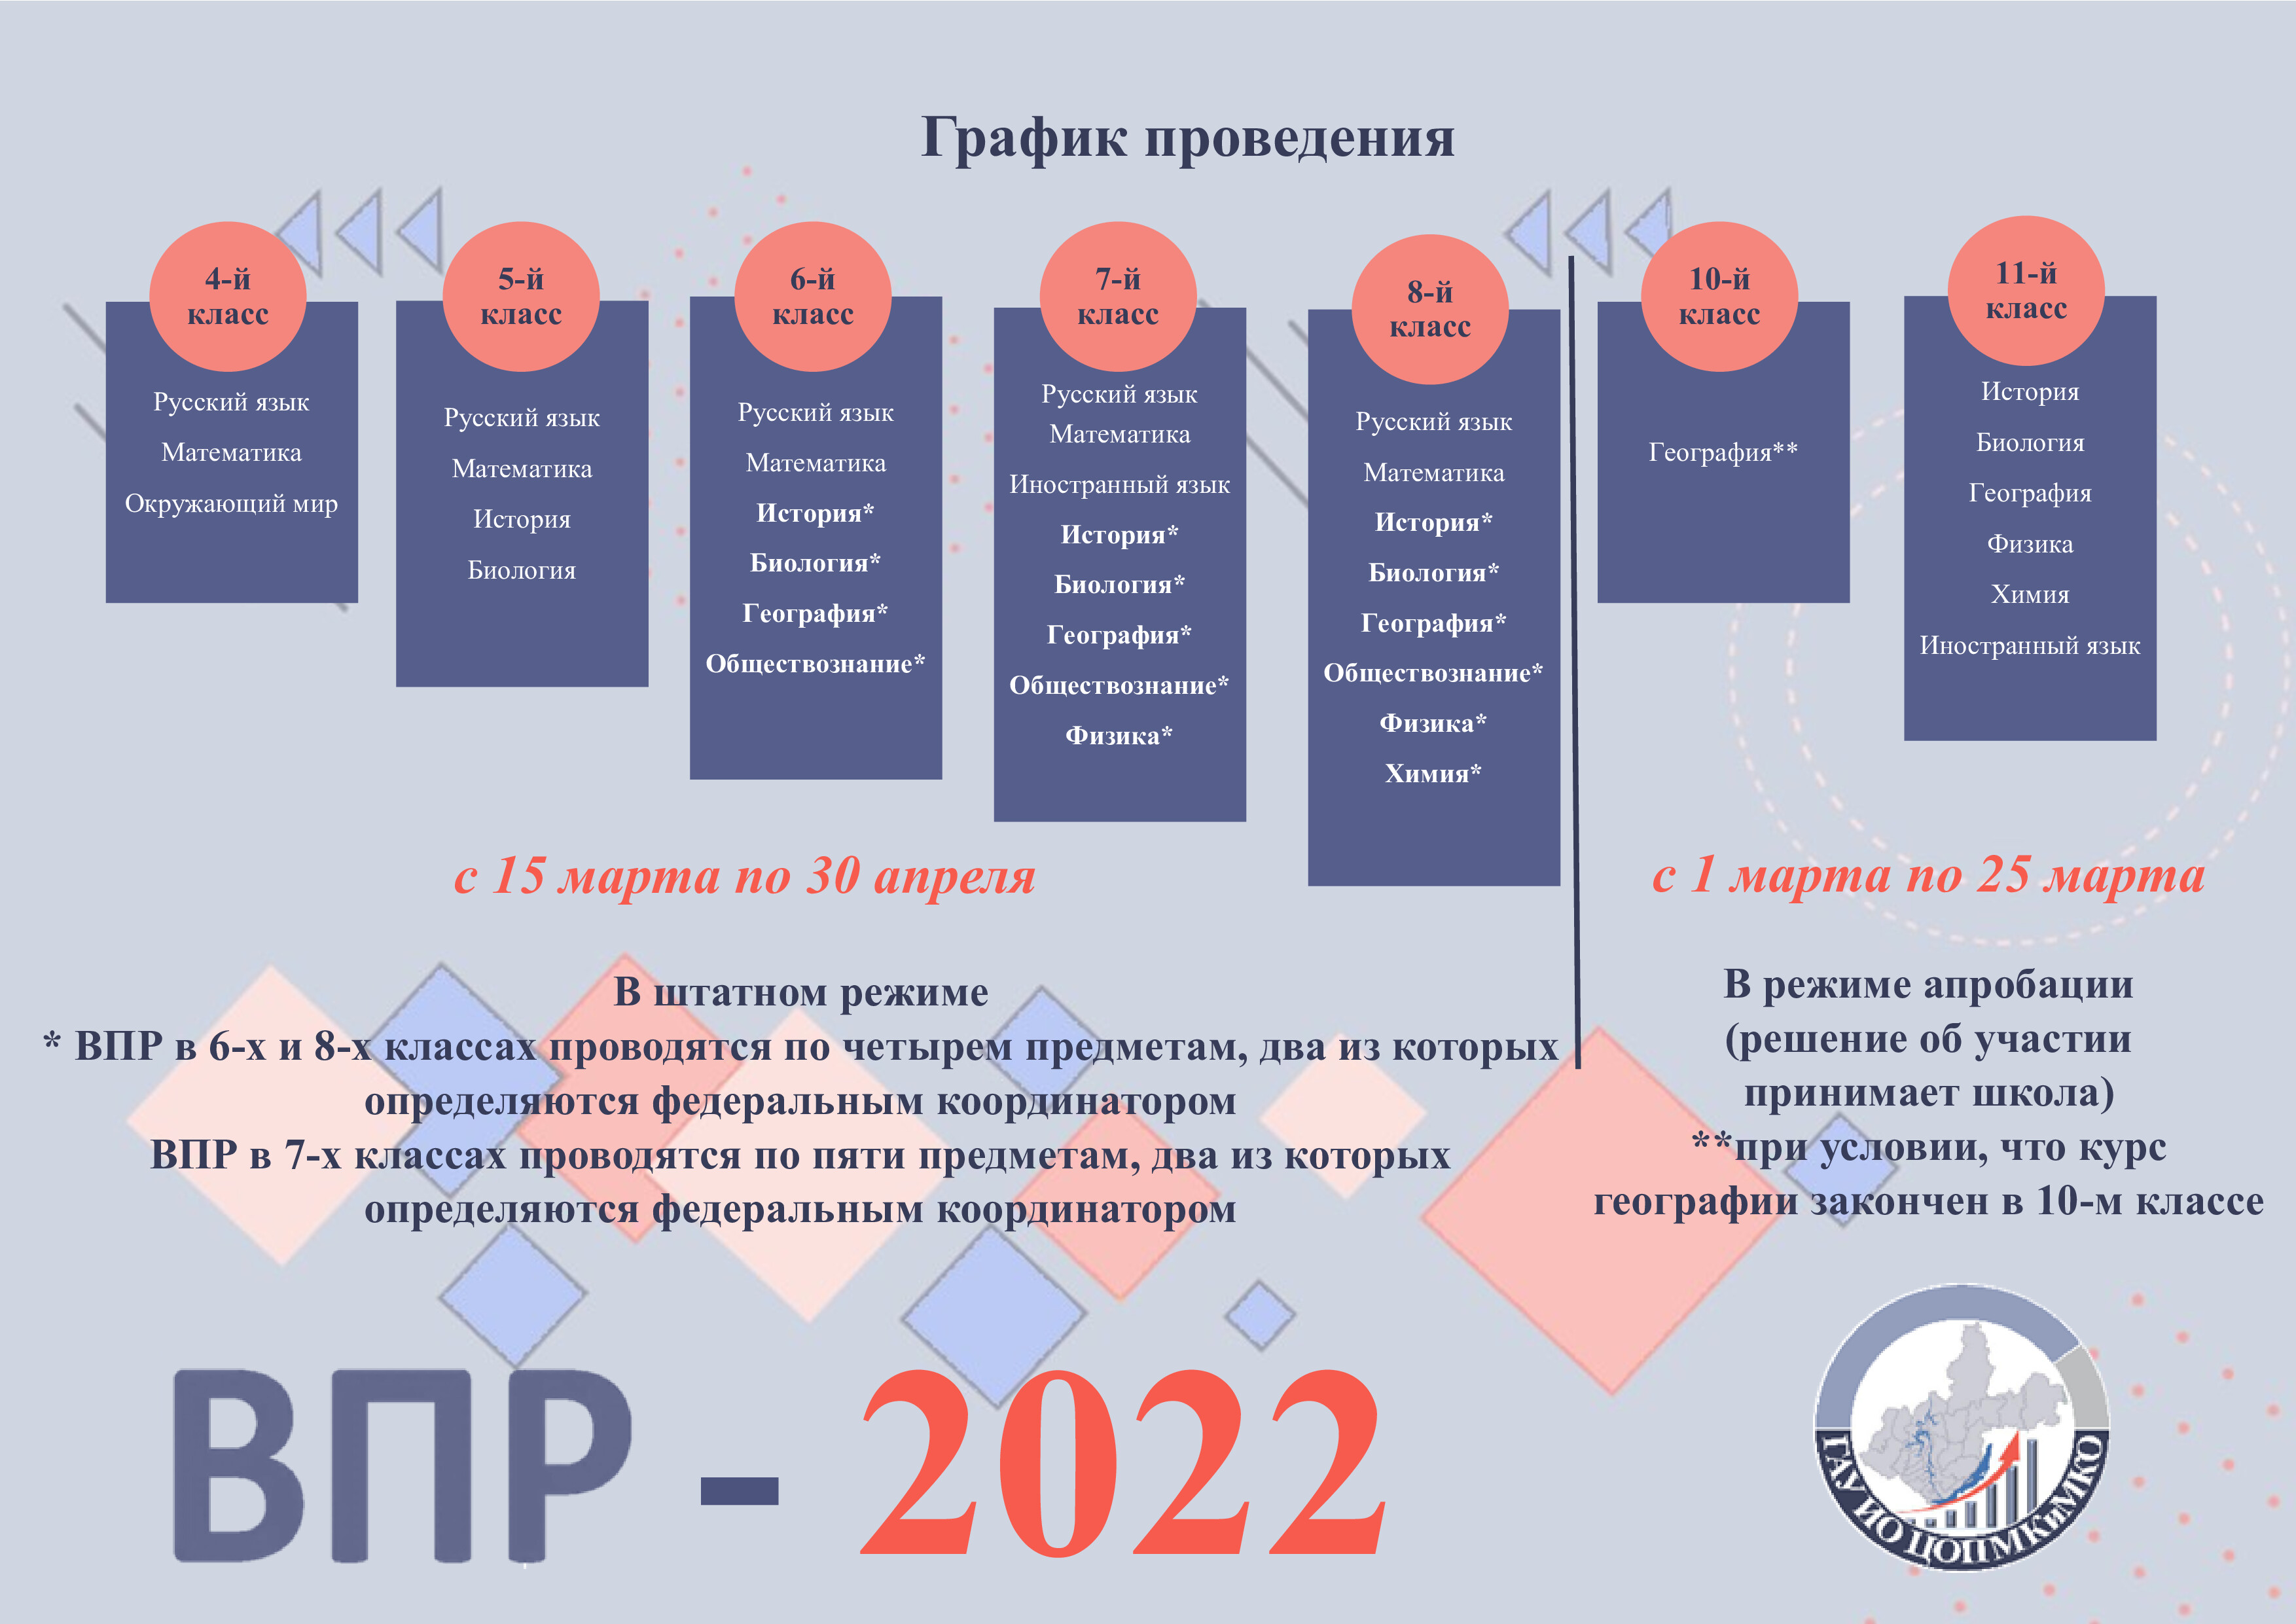 График проведения
4-й
класс
Русский язык
Математика
Окружающий мир
5-й
класс
Русский язык
Математика
История
Биология
6-й
класс
Русский язык
Математика
История*
Биология*
География*
Обществознание*
7-й
класс
Русский язык
Математика
Иностранный язык
История*
Биология*
География*
Обществознание*
Физика*
8-й
класс
Русский язык
Математика
История*
Биология*
География*
Обществознание*
Физика*
Химия*
10-й
класс
География**
11-й
класс
История
Биология
География
Физика
Химия
Иностранный язык
с 15 марта по 30 апреля
В штатном режиме
* ВПР в 6-х и 8-х классах проводятся по четырем предметам, два из которых
определяются федеральным координатором
ВПР в 7-х классах проводятся по пяти предметам, два из которых
определяются федеральным координатором
с 1 марта по 25 марта
В режиме апробации
(решение об участии
принимает школа)
**при условии, что курс
географии закончен в 10-м классе
ВПР - 2022
ГАУ ИО ЦОПМКиМКО